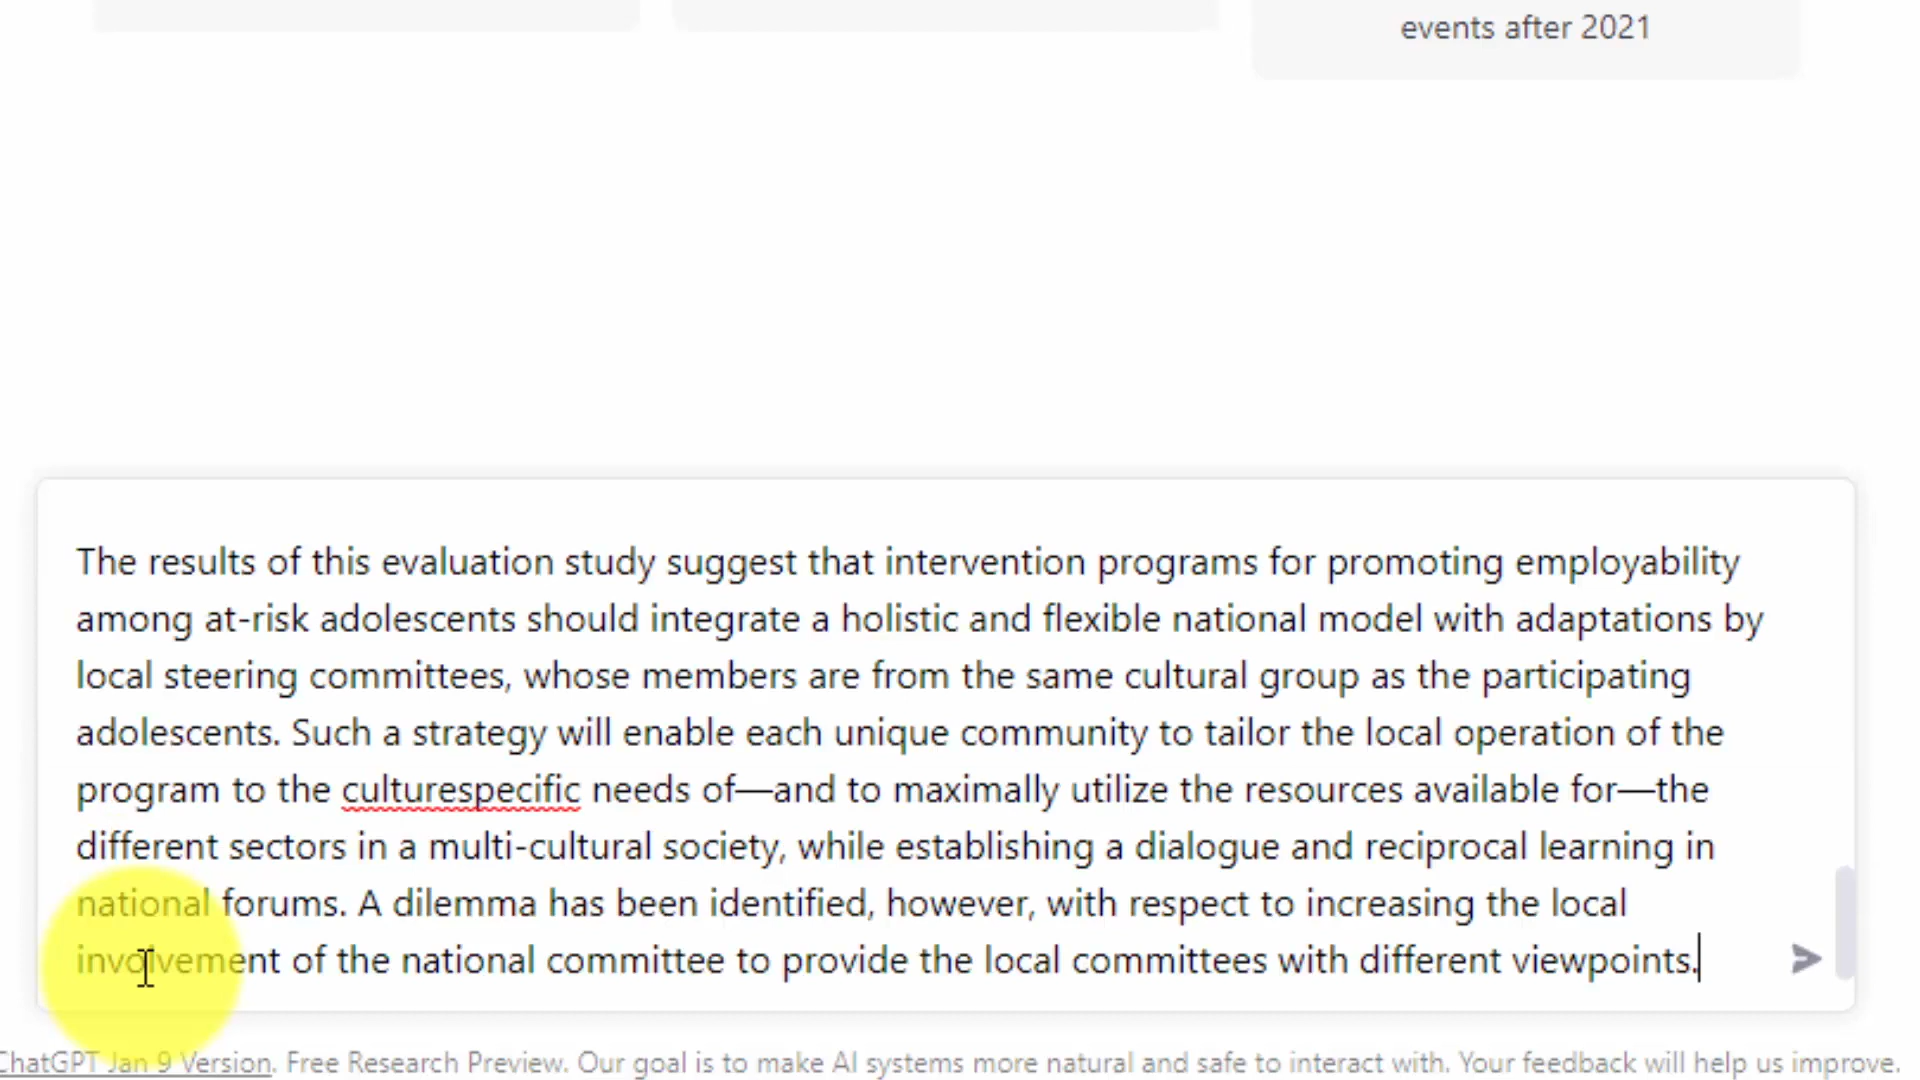 events after 2021
The results of this evaluation study suggest that intervention programs for promoting employability
among at-risk adolescents should integrate a holistic and flexible national model with adaptations by
local steering committees, whose members are from the same cultural group as the participating
adolescents. Such a strategy will enable each unique community to tailor the local operation of the
program to the culturespecific needs of—and to maximally utilize the resources available for—the
different sectors in a multi-cultural society, while establishing a dialogue and reciprocal learning in
national forums. A dilemma has been identified, however, with respect to increasing the local
involvement of the national committee to provide the local committees with different viewpoints.
ChatGPT Jan 9 Version. Free Research Preview. Our goal is to make AI systems more natural and safe to interact with. Your feedback will help us improve.